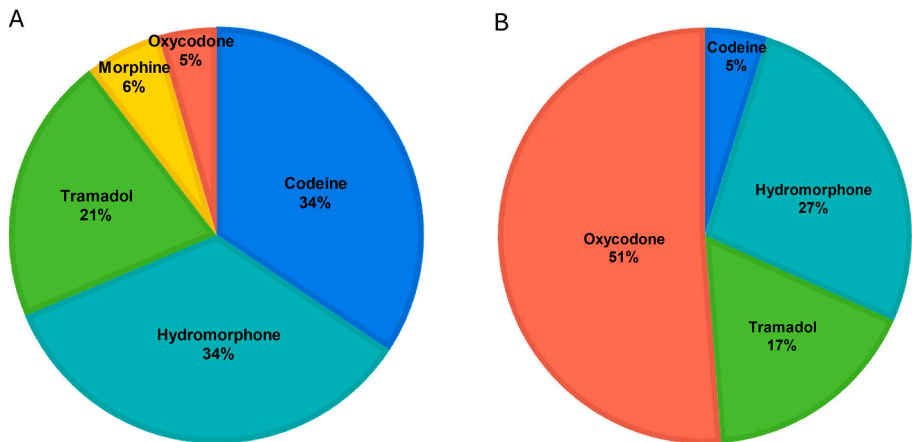 A
Oxycodone
5%
Morphine
6%
Codeine
34%
Tramadol
21%
Hydromorphone
34%
B
Codeine
5%
Hydromorphone
27%
Oxycodone
51%
Tramadol
17%